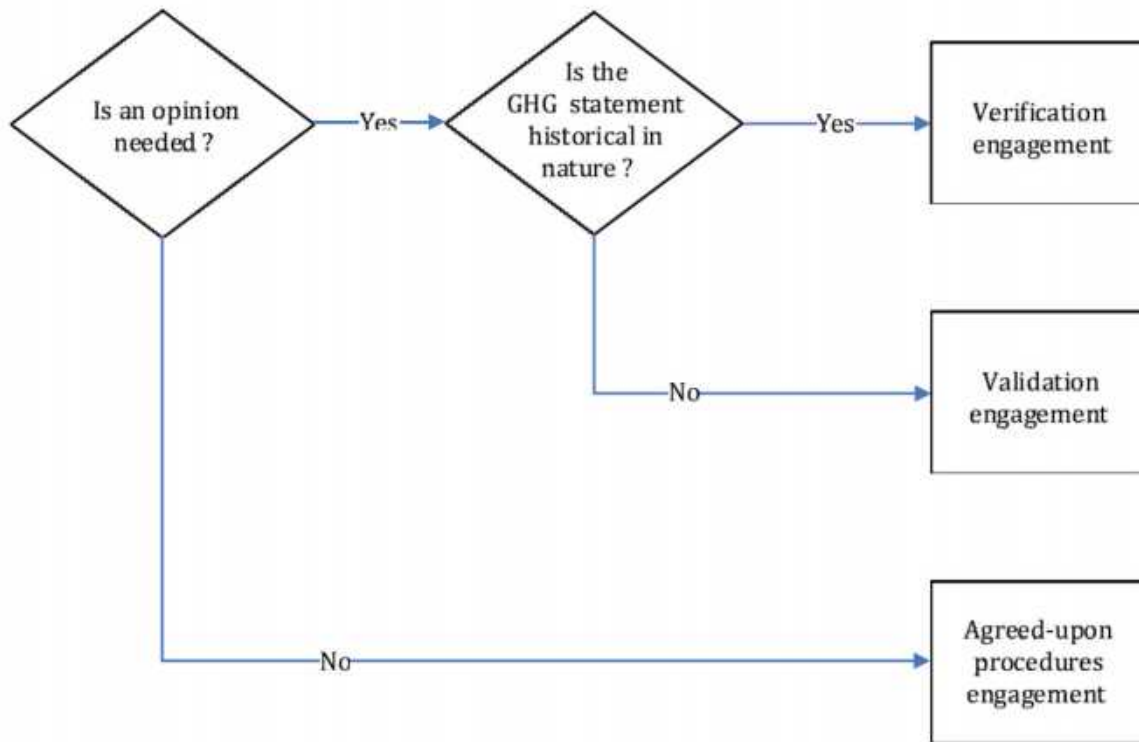 Is an opinion
needed ?
Yes
Is the
GHG statement
historical in
nature ?
Yes
Verification
engagement
No
Validation
engagement
No
Agreed-upon
procedures
engagement